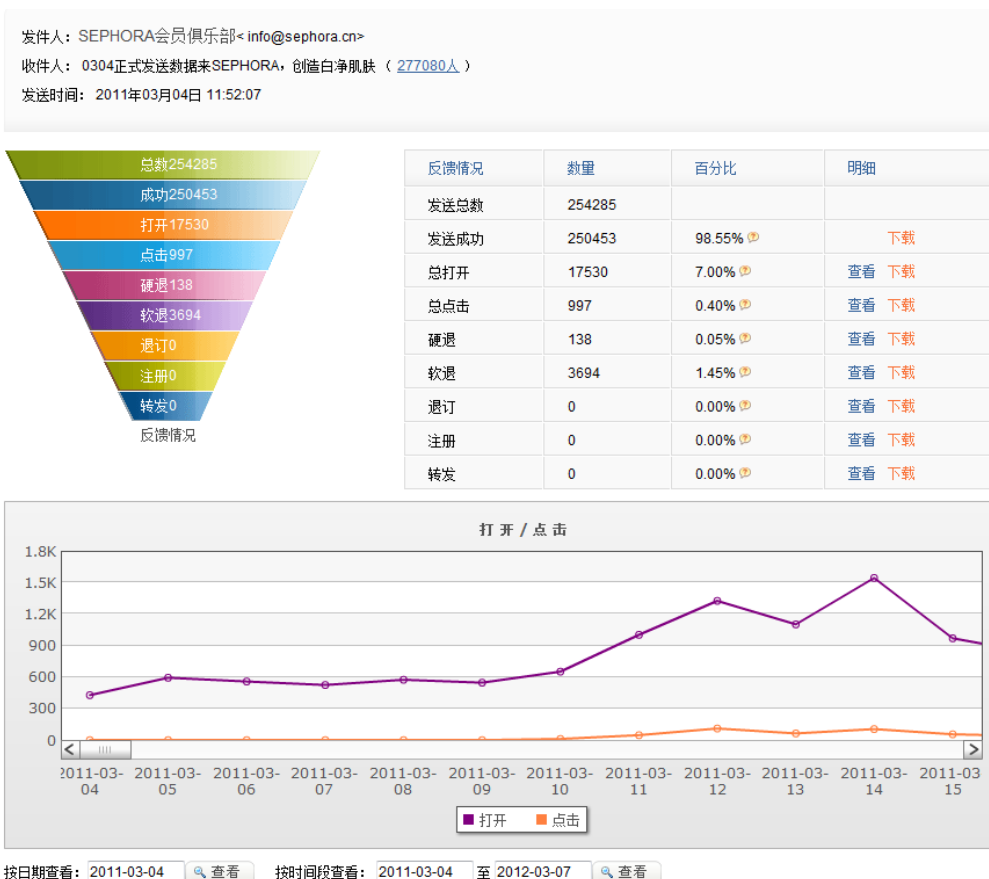 发件人：SEPHORA会员俱乐部< info@sephora.cn>
收件人： 0304正式发送数据来SEPHORA，创造白净肌肤（ 277080人 ）
发送时间： 2011年03月04日 11:52:07
总数254285
成功250453
打开17530
点击997
硬退138
软退3694
退订0
注册0
转发0
反馈情况
反馈情况 数量 百分比 明细
发送总数 254285
发送成功 250453 98.55% 下载
总打开 17530 7.00% 查看 下载
总点击 997 0.40% 查看 下载
硬退 138 0.05% 查看 下载
软退 3694 1.45% 查看 下载
退订 0 0.00% 查看 下载
注册 0 0.00% 查看 下载
转发 0 0.00% 查看 下载
打 开 / 点 击
1.8K
1.5K
1.2K
900
600
300
0
2011-03-04 2011-03-05 2011-03-06 2011-03-07 2011-03-08 2011-03-09 2011-03-10 2011-03-11 2011-03-12 2011-03-13 2011-03-14 2011-03-15
打开 点击
按日期查看： 2011-03-04 查看 按时间段查看： 2011-03-04 至 2012-03-07 查看